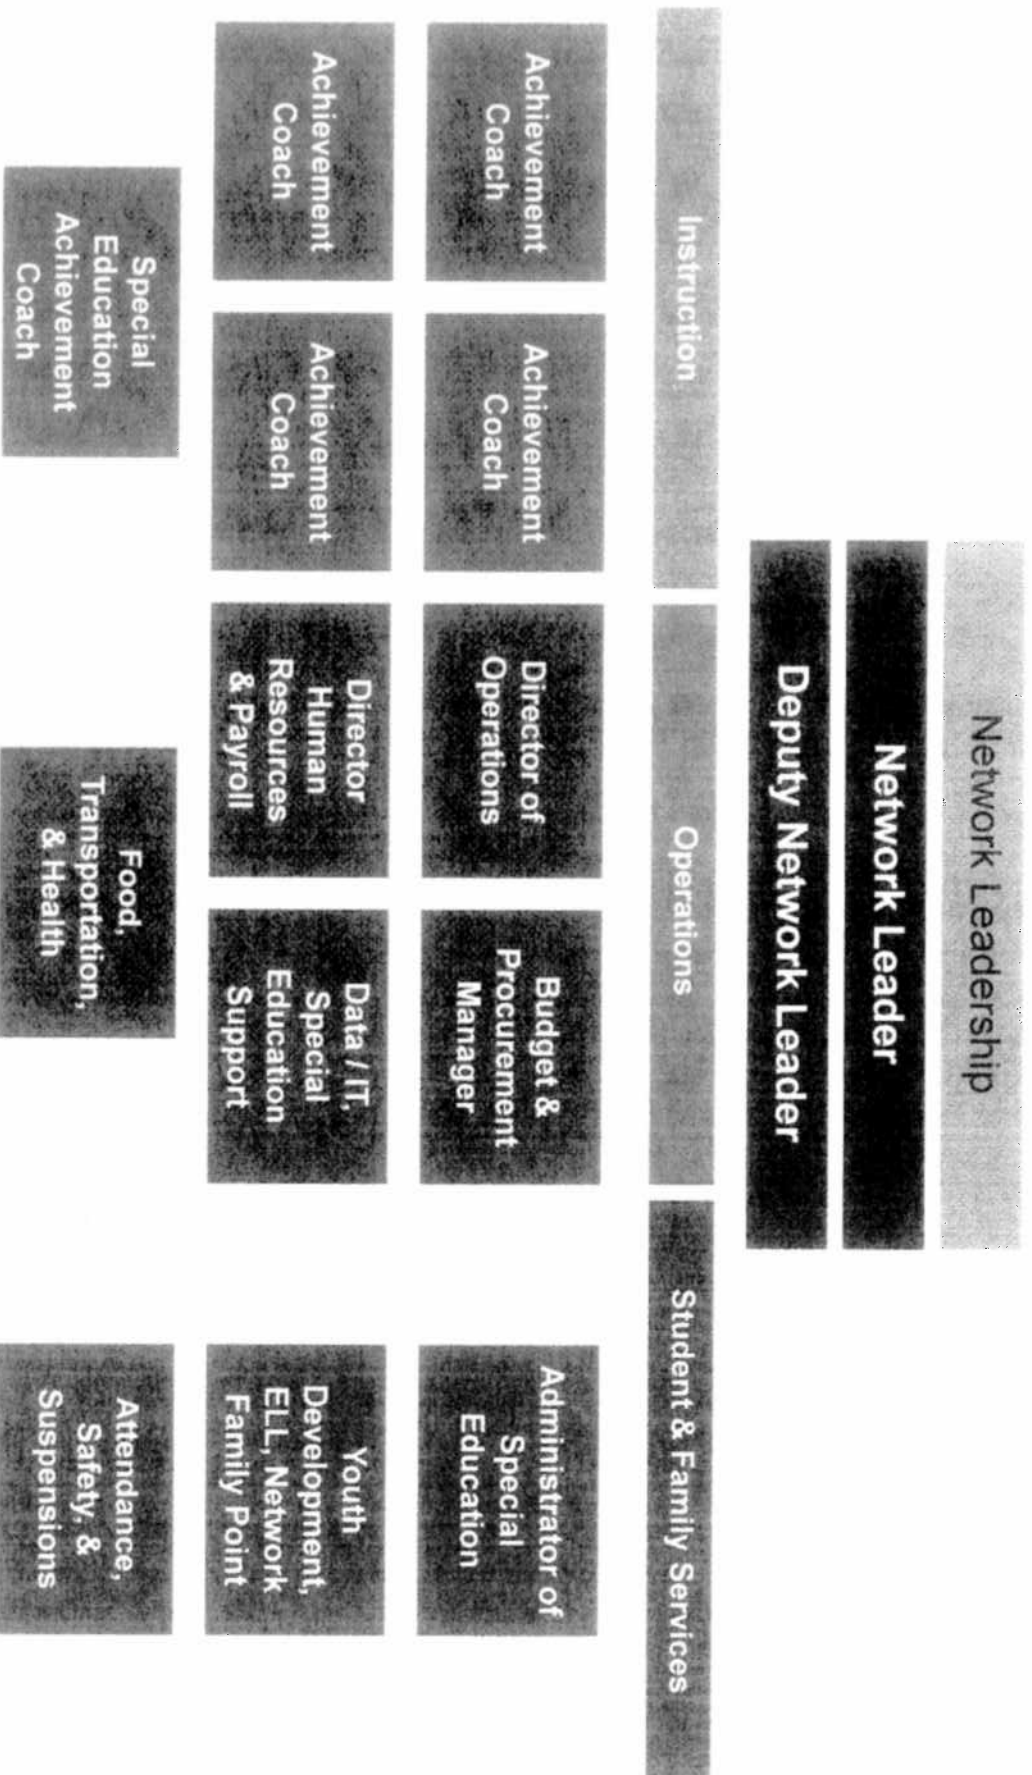 Network Leadership
Network Leader
Deputy Network Leader
Instruction
Operations
Student & Family Services
Achievement
Coach
Achievement
Coach
Director of
Operations
Budget &
Procurement
Manager
Administrator of
Special
Education
Achievement
Coach
Achievement
Coach
Director
Human
Resources
& Payroll
Data / IT,
Special
Education
Support
Youth
Development,
ELL, Network
Family Point
Special
Education
Achievement
Coach
Food,
Transportation,
& Health
Attendance,
Safety, &
Suspensions